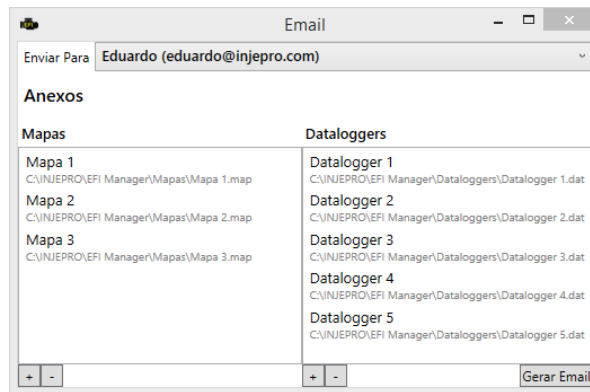 Email
Enviar Para Eduardo (eduardo@injepro.com)
Anexos
Mapas
Mapa 1
C:\INJEPRO\EFI Manager\Mapas\Mapa 1.map
Mapa 2
C:\INJEPRO\EFI Manager\Mapas\Mapa 2.map
Mapa 3
C:\INJEPRO\EFI Manager\Mapas\Mapa 3.map
+ -
Dataloggers
Datalogger 1
C:\INJEPRO\EFI Manager\Dataloggers\Datalogger 1.dat
Datalogger 2
C:\INJEPRO\EFI Manager\Dataloggers\Datalogger 2.dat
Datalogger 3
C:\INJEPRO\EFI Manager\Dataloggers\Datalogger 3.dat
Datalogger 4
C:\INJEPRO\EFI Manager\Dataloggers\Datalogger 4.dat
Datalogger 5
C:\INJEPRO\EFI Manager\Dataloggers\Datalogger 5.dat
+ - Gerar Email